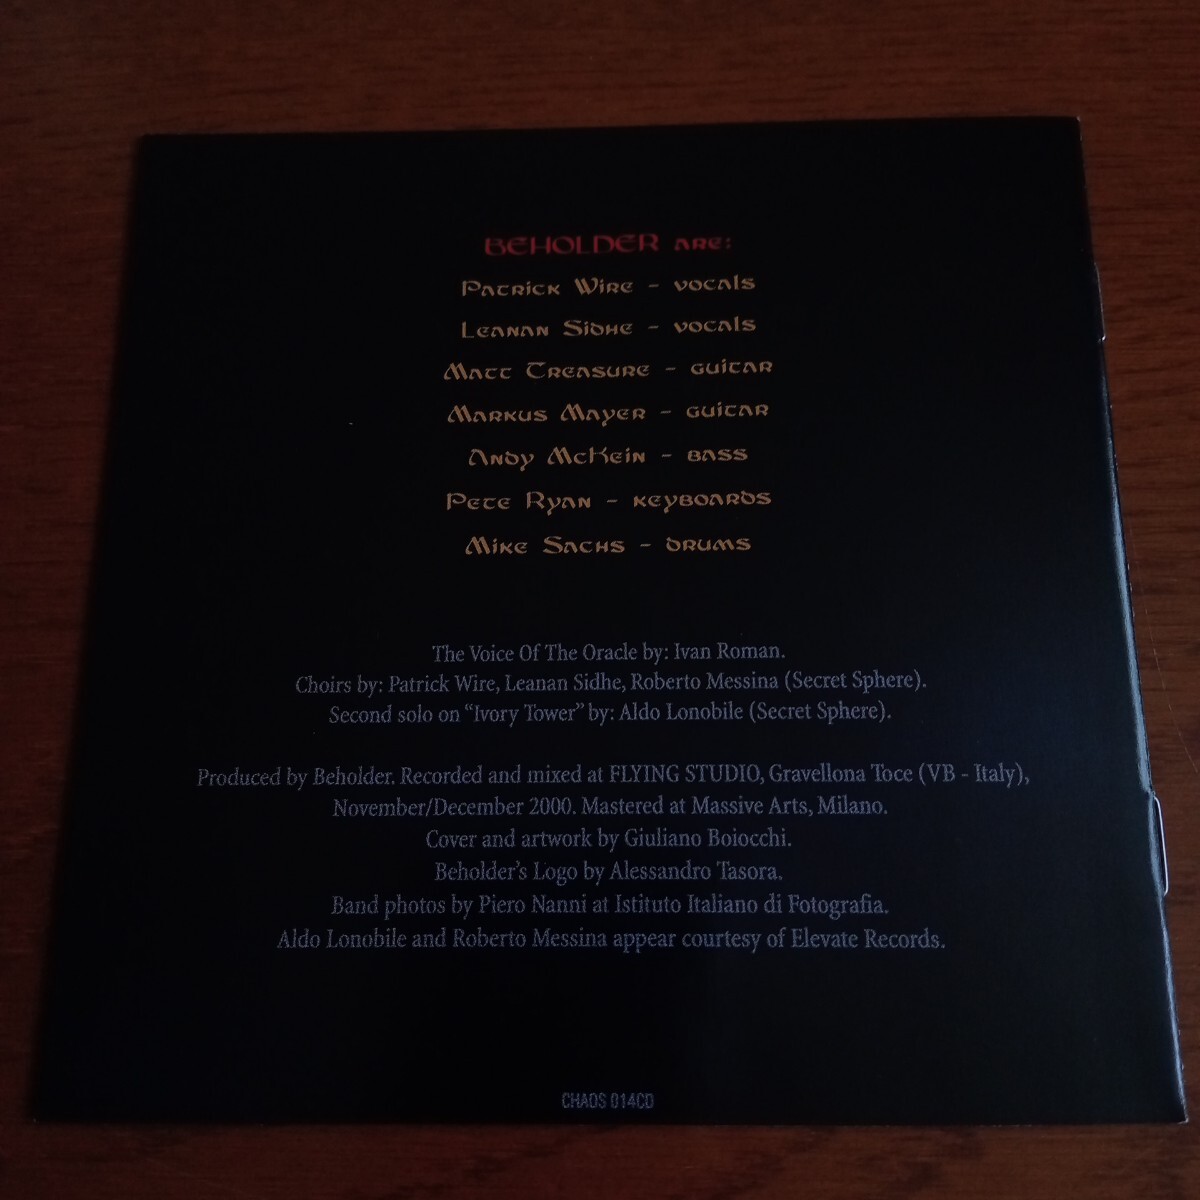 BEHOLDER ARE:
Patrick Wire - vocals
Leanan Sidhe - vocals
Matt Treasure - guitar
Markus Mayer - guitar
Andy McKein - bass
Pete Ryan - keyboards
Mike Sachs - drums
The Voice Of The Oracle by: Ivan Roman.
Choirs by: Patrick Wire, Leanan Sidhe, Roberto Messina (Secret Sphere).
Second solo on “Ivory Tower” by: Aldo Lonobile (Secret Sphere).
Produced by Beholder. Recorded and mixed at FLYING STUDIO, Gravellona Toce (VB - Italy),
November/December 2000. Mastered at Massive Arts, Milano.
Cover and artwork by Giuliano Boiocchi.
Beholder’s Logo by Alessandro Tasora.
Band photos by Piero Nanni at Istituto Italiano di Fotografia.
Aldo Lonobile and Roberto Messina appear courtesy of Elevate Records.
CHAOS 014CD